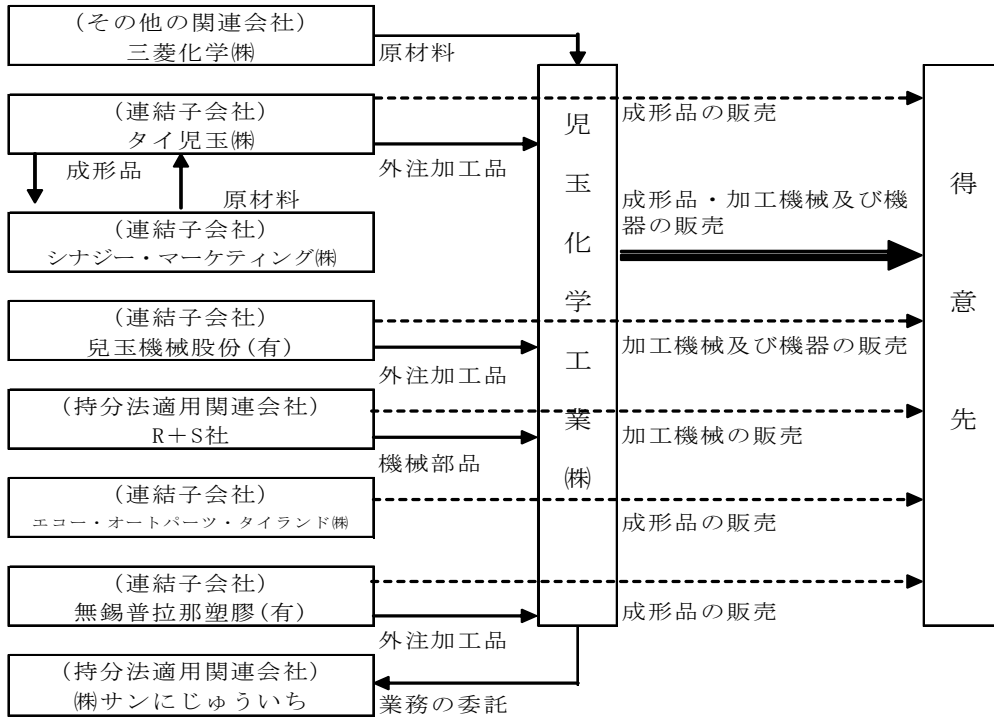 (その他の関連会社)
三菱化学㈱
原材料
(連結子会社)
タイ児玉㈱
成形品の販売
外注加工品
成形品
原材料
(連結子会社)
シナジー・マーケティング㈱
成形品・加工機械及び機
器の販売
(連結子会社)
兒玉機械股份(有)
加工機械及び機器の販売
外注加工品
(持分法適用関連会社)
R+S社
加工機械の販売
機械部品
(連結子会社)
エコー・オートパーツ・タイランド㈱
成形品の販売
(連結子会社)
無錫普拉那塑膠(有)
成形品の販売
外注加工品
(持分法適用関連会社)
㈱サンにじゅういち
業務の委託
児玉化学工業㈱
得意先